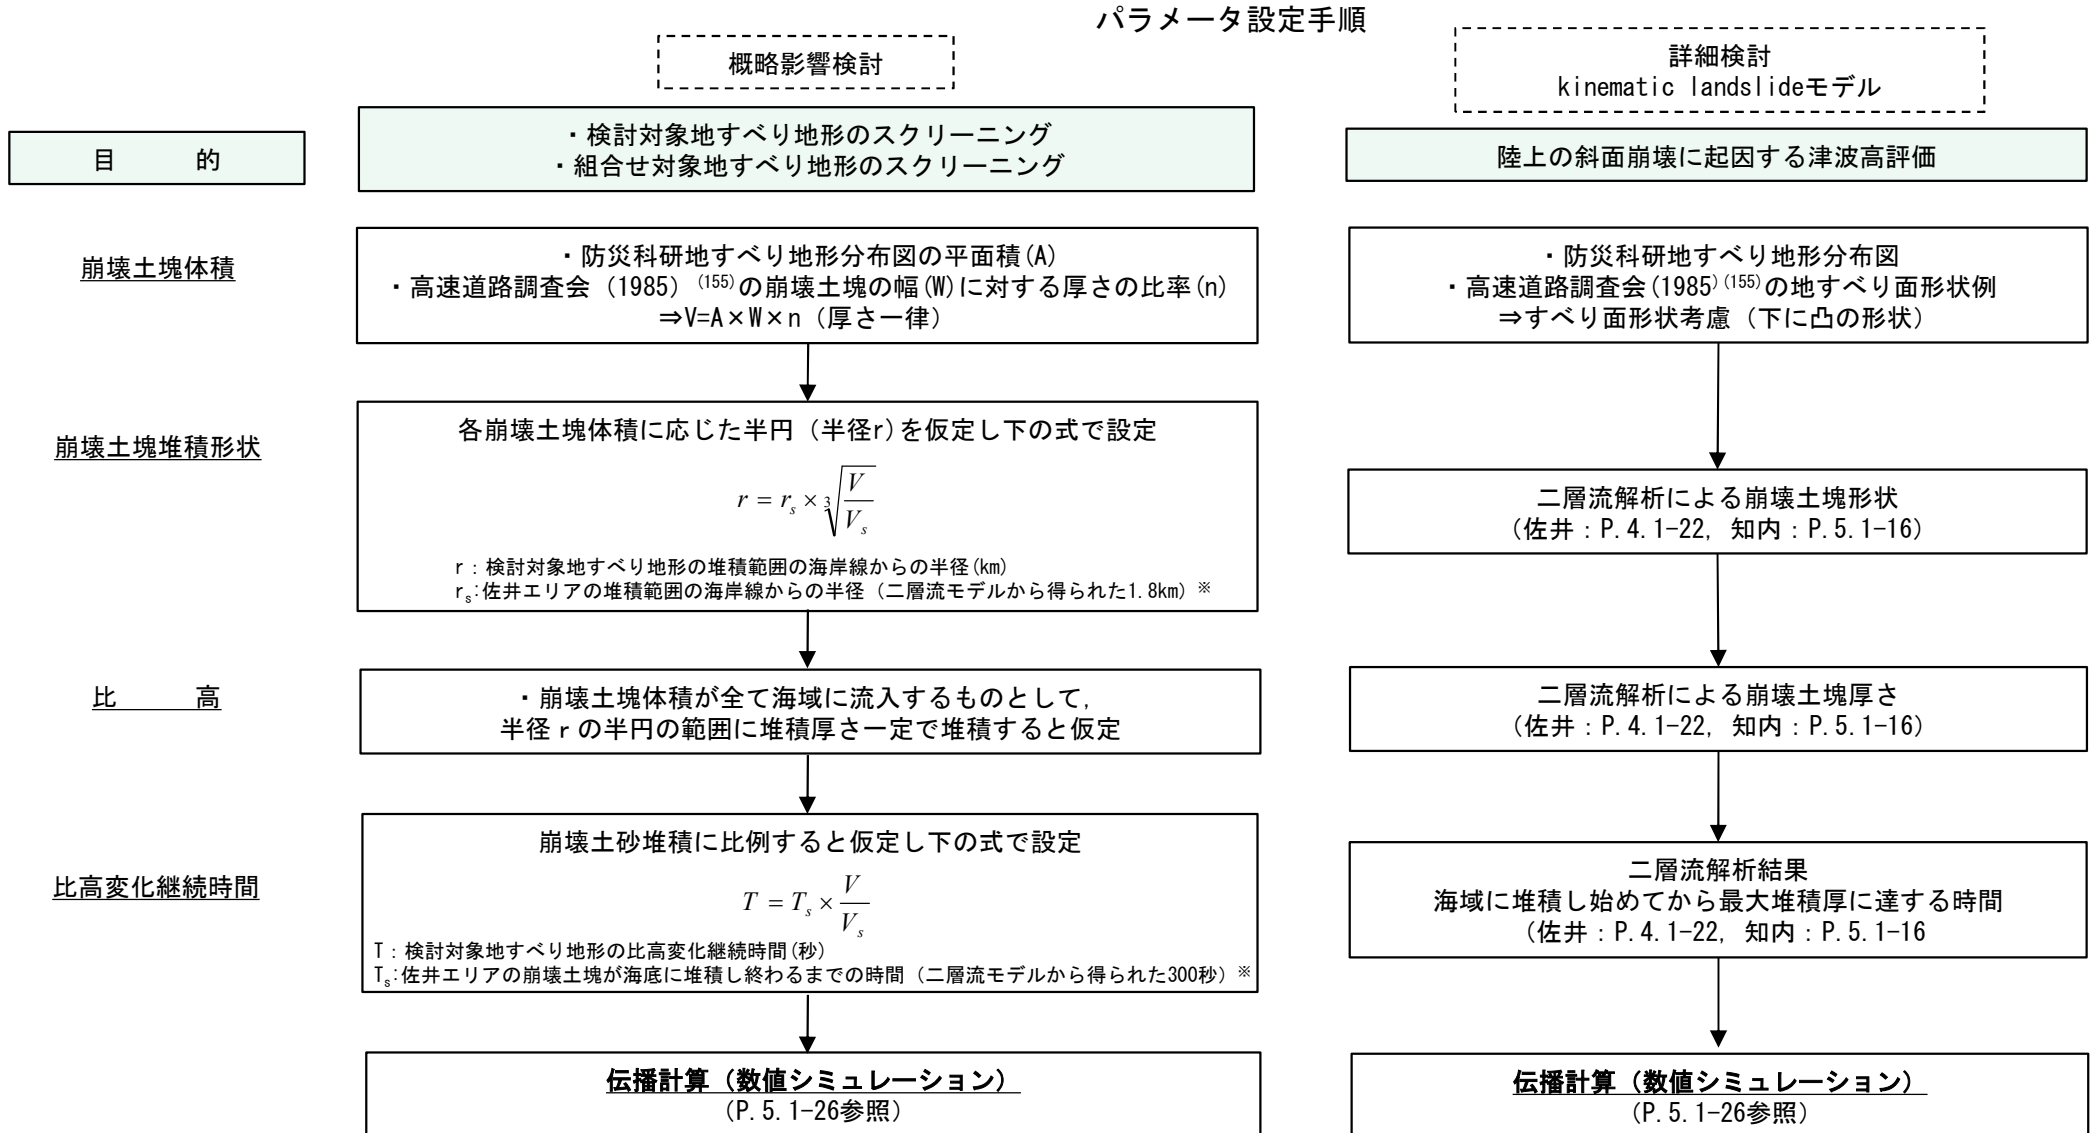 パラメータ設定手順
概略影響検討
詳細検討
kinematic landslideモデル
目　　的
・検討対象地すべり地形のスクリーニング
・組合せ対象地すべり地形のスクリーニング
陸上の斜面崩壊に起因する津波高評価
崩壊土塊体積
・防災科研地すべり地形分布図の平面積(A)
・高速道路調査会（1985）(155)の崩壊土塊の幅(W)に対する厚さの比率(n)
⇒V=A×W×n（厚さ一律）
・防災科研地すべり地形分布図
・高速道路調査会(1985)(155)の地すべり面形状例
⇒すべり面形状考慮（下に凸の形状）
崩壊土塊堆積形状
各崩壊土塊体積に応じた半円（半径r)を仮定し下の式で設定
r = r_s × ∛(V/V_s)
r：検討対象地すべり地形の堆積範囲の海岸線からの半径(km)
r_s:佐井エリアの堆積範囲の海岸線からの半径（二層流モデルから得られた1.8km）※
二層流解析による崩壊土塊形状
（佐井：P.4.1-22, 知内：P.5.1-16）
比　　高
・崩壊土塊体積が全て海域に流入するものとして,
半径ｒの半円の範囲に堆積厚さ一定で堆積すると仮定
二層流解析による崩壊土塊厚さ
（佐井：P.4.1-22, 知内：P.5.1-16）
比高変化継続時間
崩壊土砂堆積に比例すると仮定し下の式で設定
T = T_s × V/V_s
T：検討対象地すべり地形の比高変化継続時間(秒)
T_s:佐井エリアの崩壊土塊が海底に堆積し終わるまでの時間（二層流モデルから得られた300秒）※
二層流解析結果
海域に堆積し始めてから最大堆積厚に達する時間
（佐井：P.4.1-22, 知内：P.5.1-16
伝播計算（数値シミュレーション）
（P.5.1-26参照）
伝播計算（数値シミュレーション）
（P.5.1-26参照）